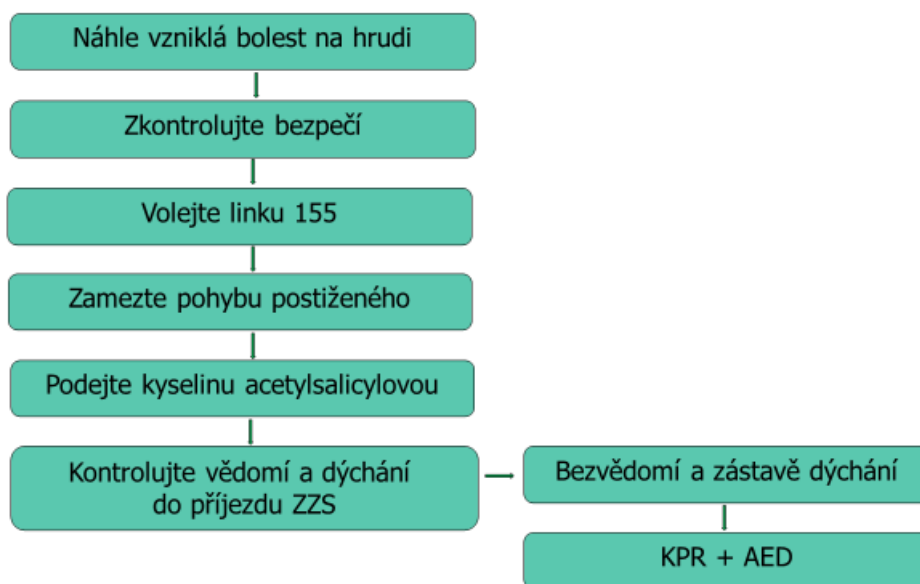 Náhle vzniklá bolest na hrudi
Zkontrolujte bezpečí
Volejte linku 155
Zamezte pohybu postiženého
Podejte kyselinu acetylsalicylovou
Kontrolujte vědomí a dýchání
do příjezdu ZZS
Bezvědomí a zástavě dýchání
KPR + AED